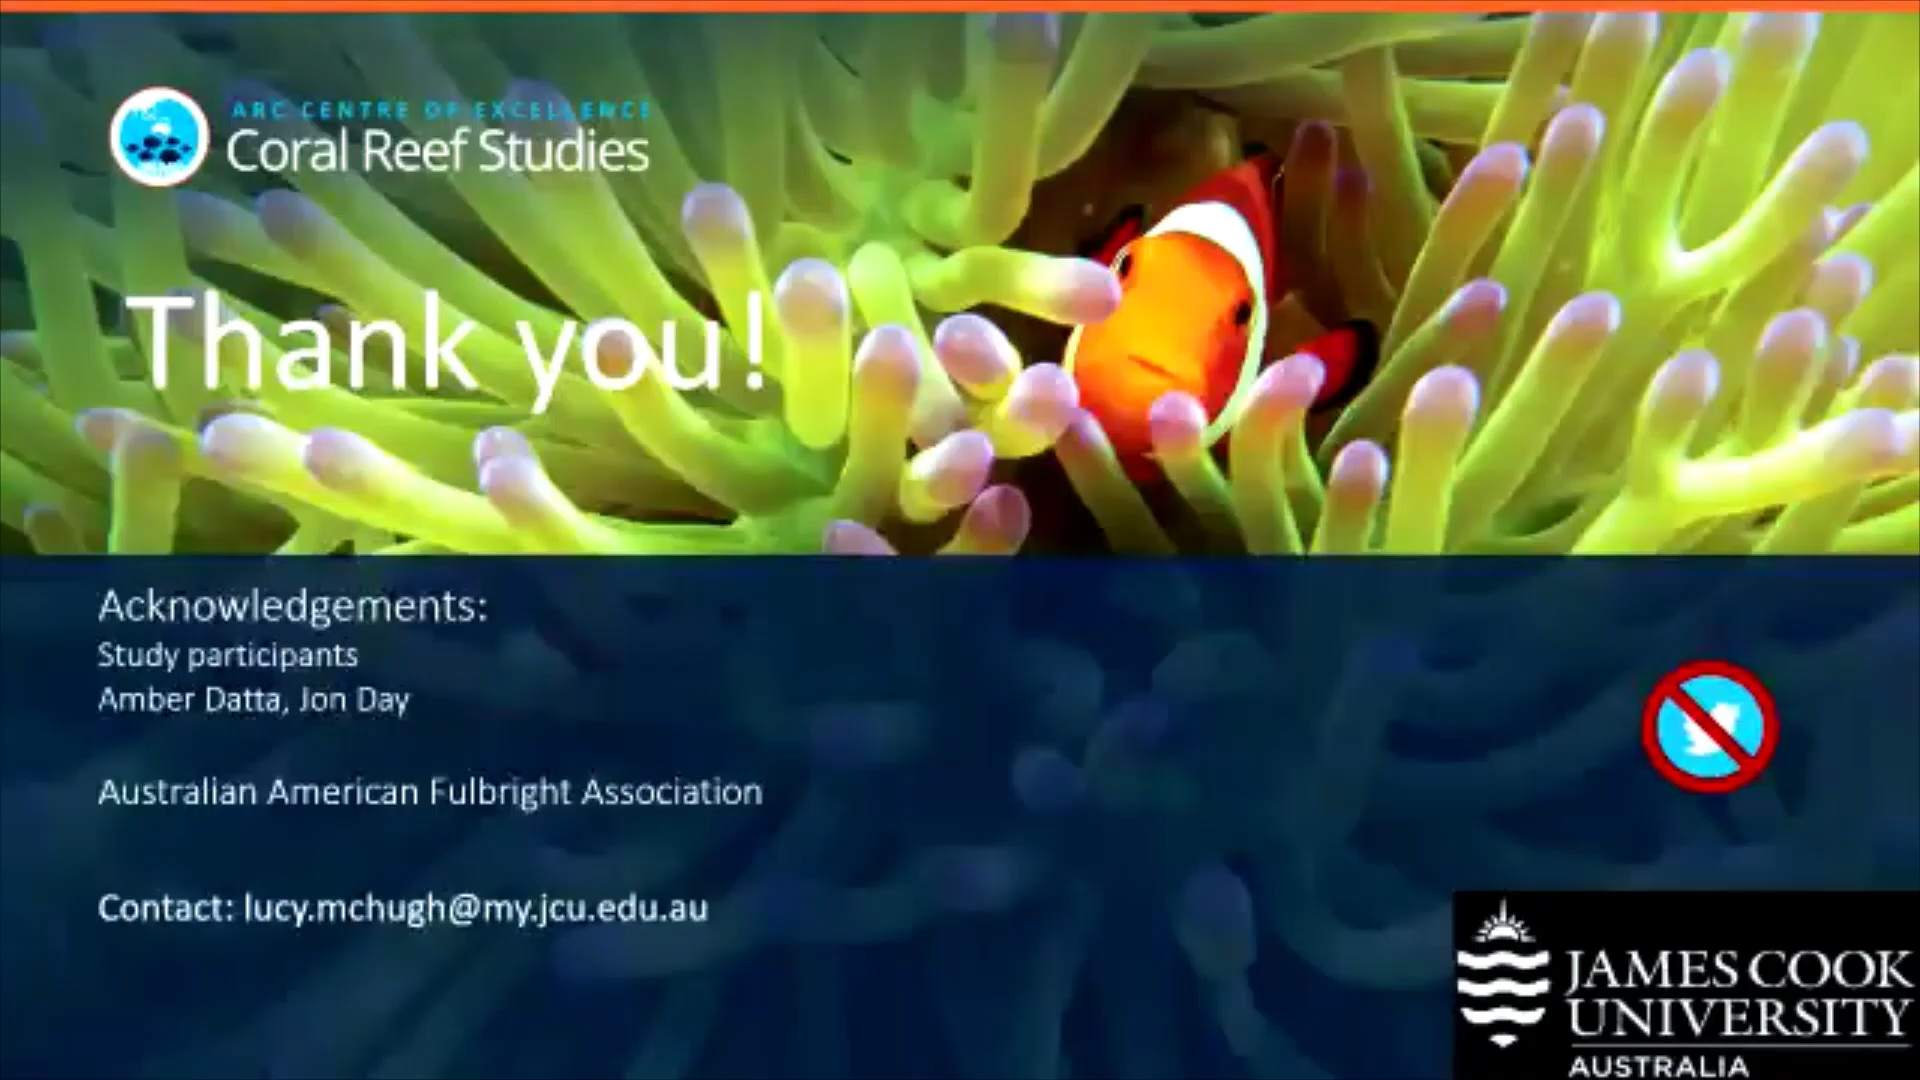 ARC CENTRE OF EXCELLENCE
Coral Reef Studies
Thank you!
Acknowledgements:
Study participants
Amber Datta, Jon Day
Australian American Fulbright Association
Contact: lucy.mchugh@my.jcu.edu.au
JAMES COOK
UNIVERSITY
AUSTRALIA